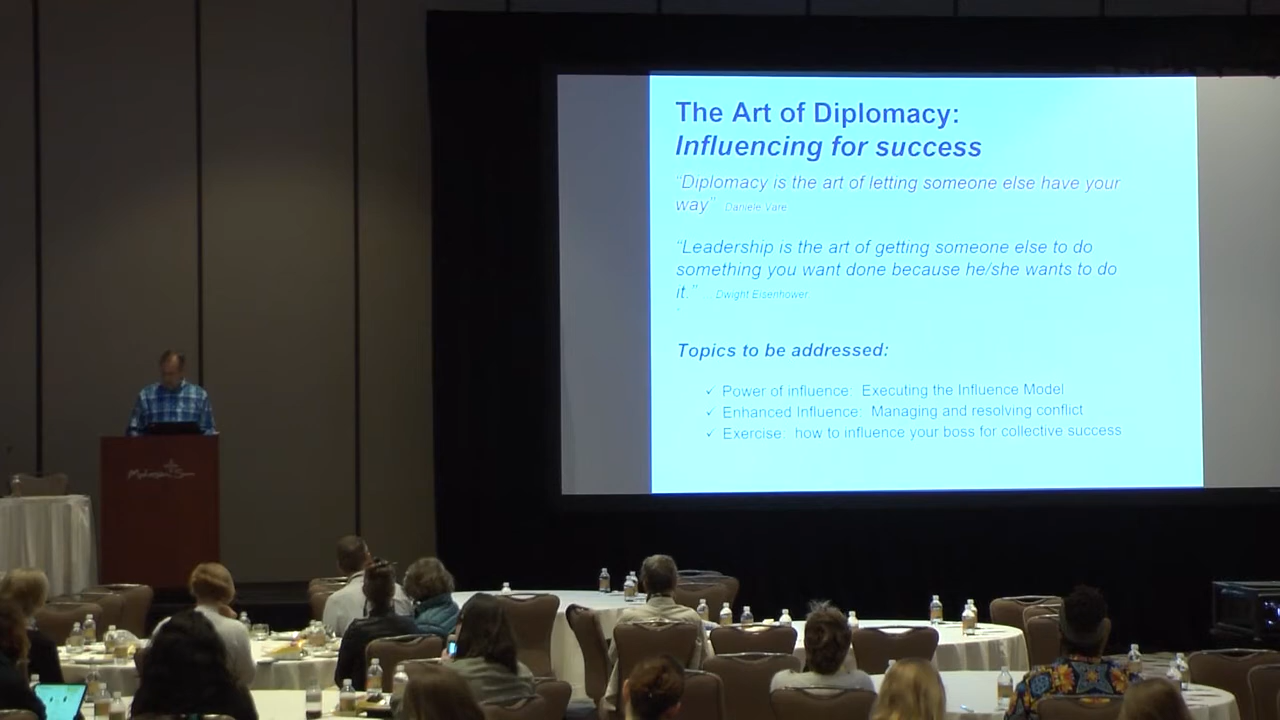 The Art of Diplomacy:
Influencing for success
“Diplomacy is the art of letting someone else have your
way” Daniele Vare
“Leadership is the art of getting someone else to do
something you want done because he/she wants to do
it.” Dwight Eisenhower
Topics to be addressed:
✓ Power of influence: Executing the Influence Model
✓ Enhanced Influence: Managing and resolving conflict
✓ Exercise: how to influence your boss for collective success
Mohegan Sun